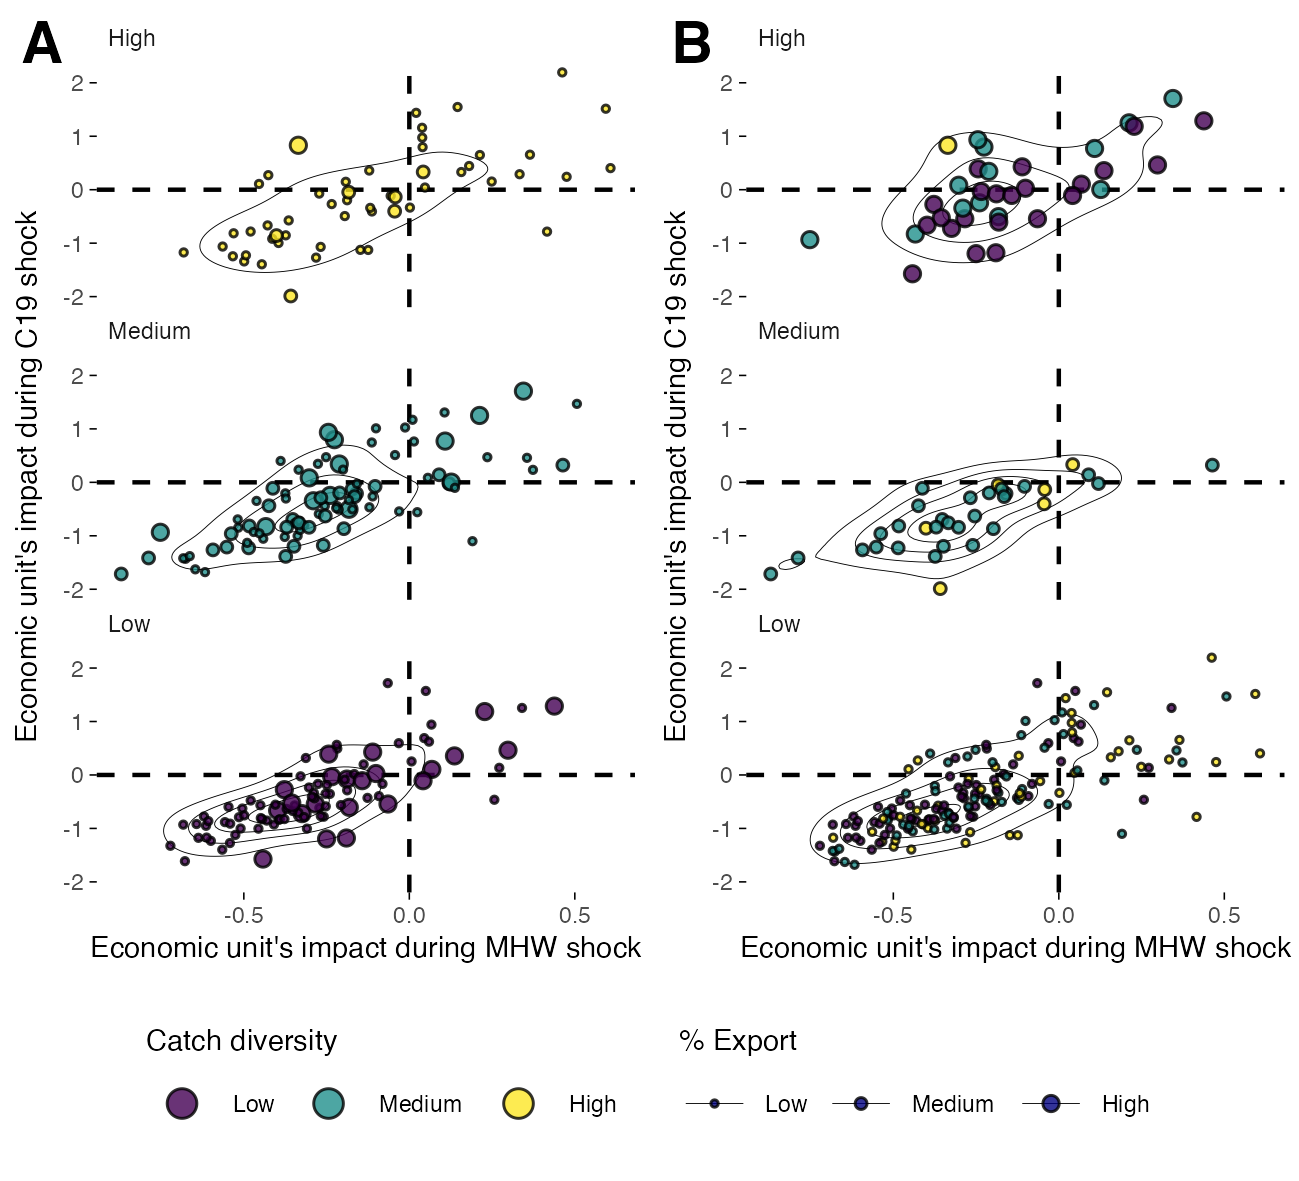 A
B
High
High
2
1
0
-1
-2
2
1
0
-1
-2
Medium
Medium
2
1
0
-1
-2
2
1
0
-1
-2
Low
Low
2
1
0
-1
-2
2
1
0
-1
-2
Economic unit's impact during C19 shock
Economic unit's impact during C19 shock
-0.5 0.0 0.5
-0.5 0.0 0.5
Economic unit's impact during MHW shock
Economic unit's impact during MHW shock
Catch diversity
Low Medium High
% Export
Low Medium High